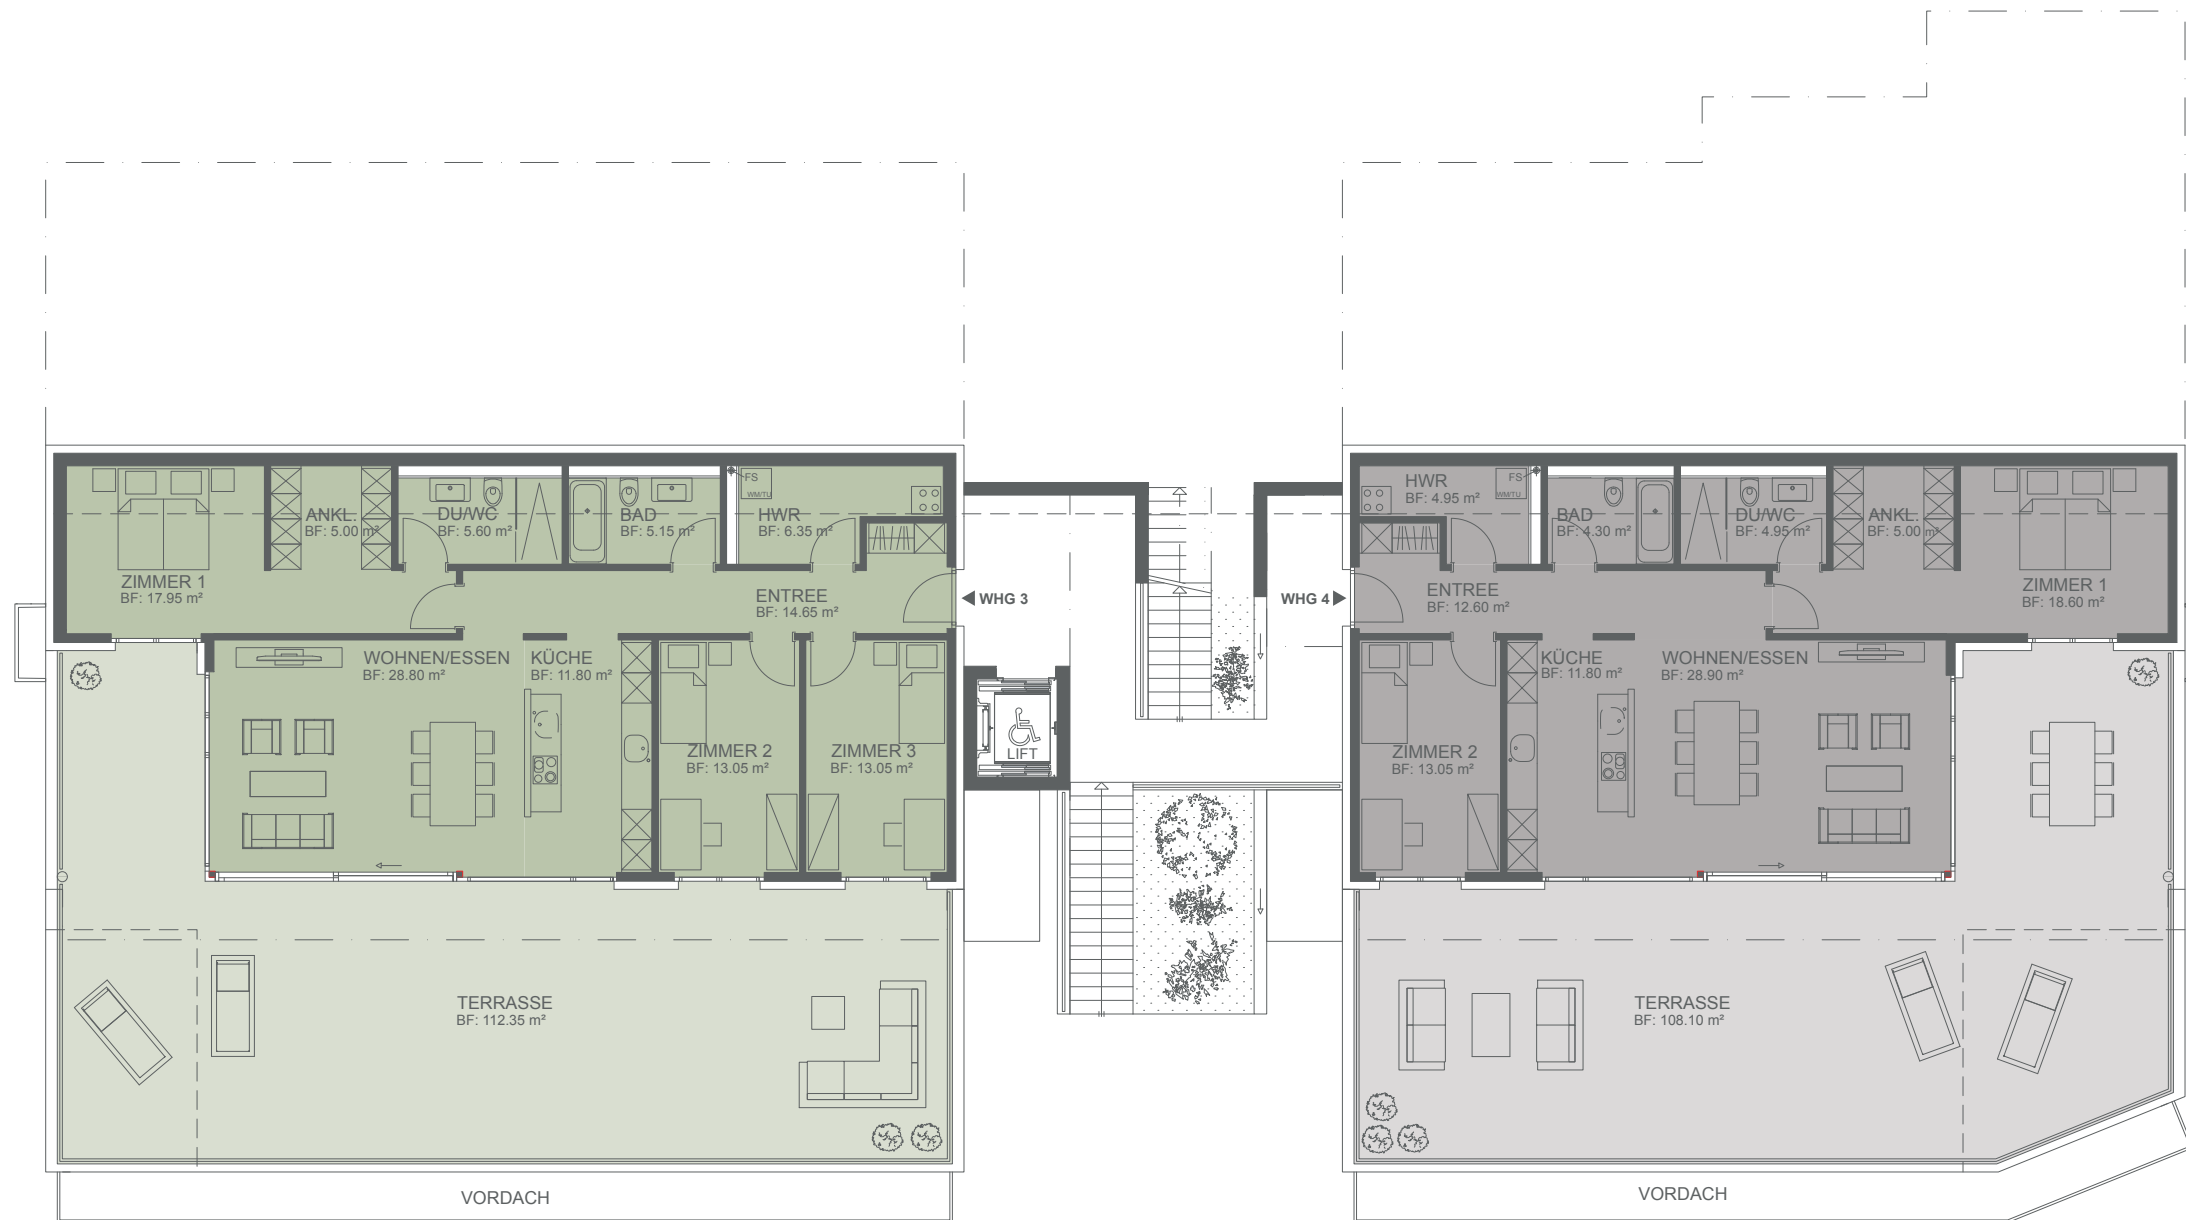 ZIMMER 1
BF: 17.95 m²
ANKL.
BF: 5.00 m²
DU/WC
BF: 5.60 m²
BAD
BF: 5.15 m²
FS
WM/TU
HWR
BF: 6.35 m²
ENTREE
BF: 14.65 m²
WOHNEN/ESSEN
BF: 28.80 m²
KÜCHE
BF: 11.80 m²
ZIMMER 2
BF: 13.05 m²
ZIMMER 3
BF: 13.05 m²
TERRASSE
BF: 112.35 m²
VORDACH
WHG 3
LIFT
WHG 4
HWR
BF: 4.95 m²
FS
WM/TU
BAD
BF: 4.30 m²
DU/WC
BF: 4.95 m²
ANKL.
BF: 5.00 m²
ZIMMER 1
BF: 18.60 m²
ENTREE
BF: 12.60 m²
KÜCHE
BF: 11.80 m²
WOHNEN/ESSEN
BF: 28.90 m²
ZIMMER 2
BF: 13.05 m²
TERRASSE
BF: 108.10 m²
VORDACH